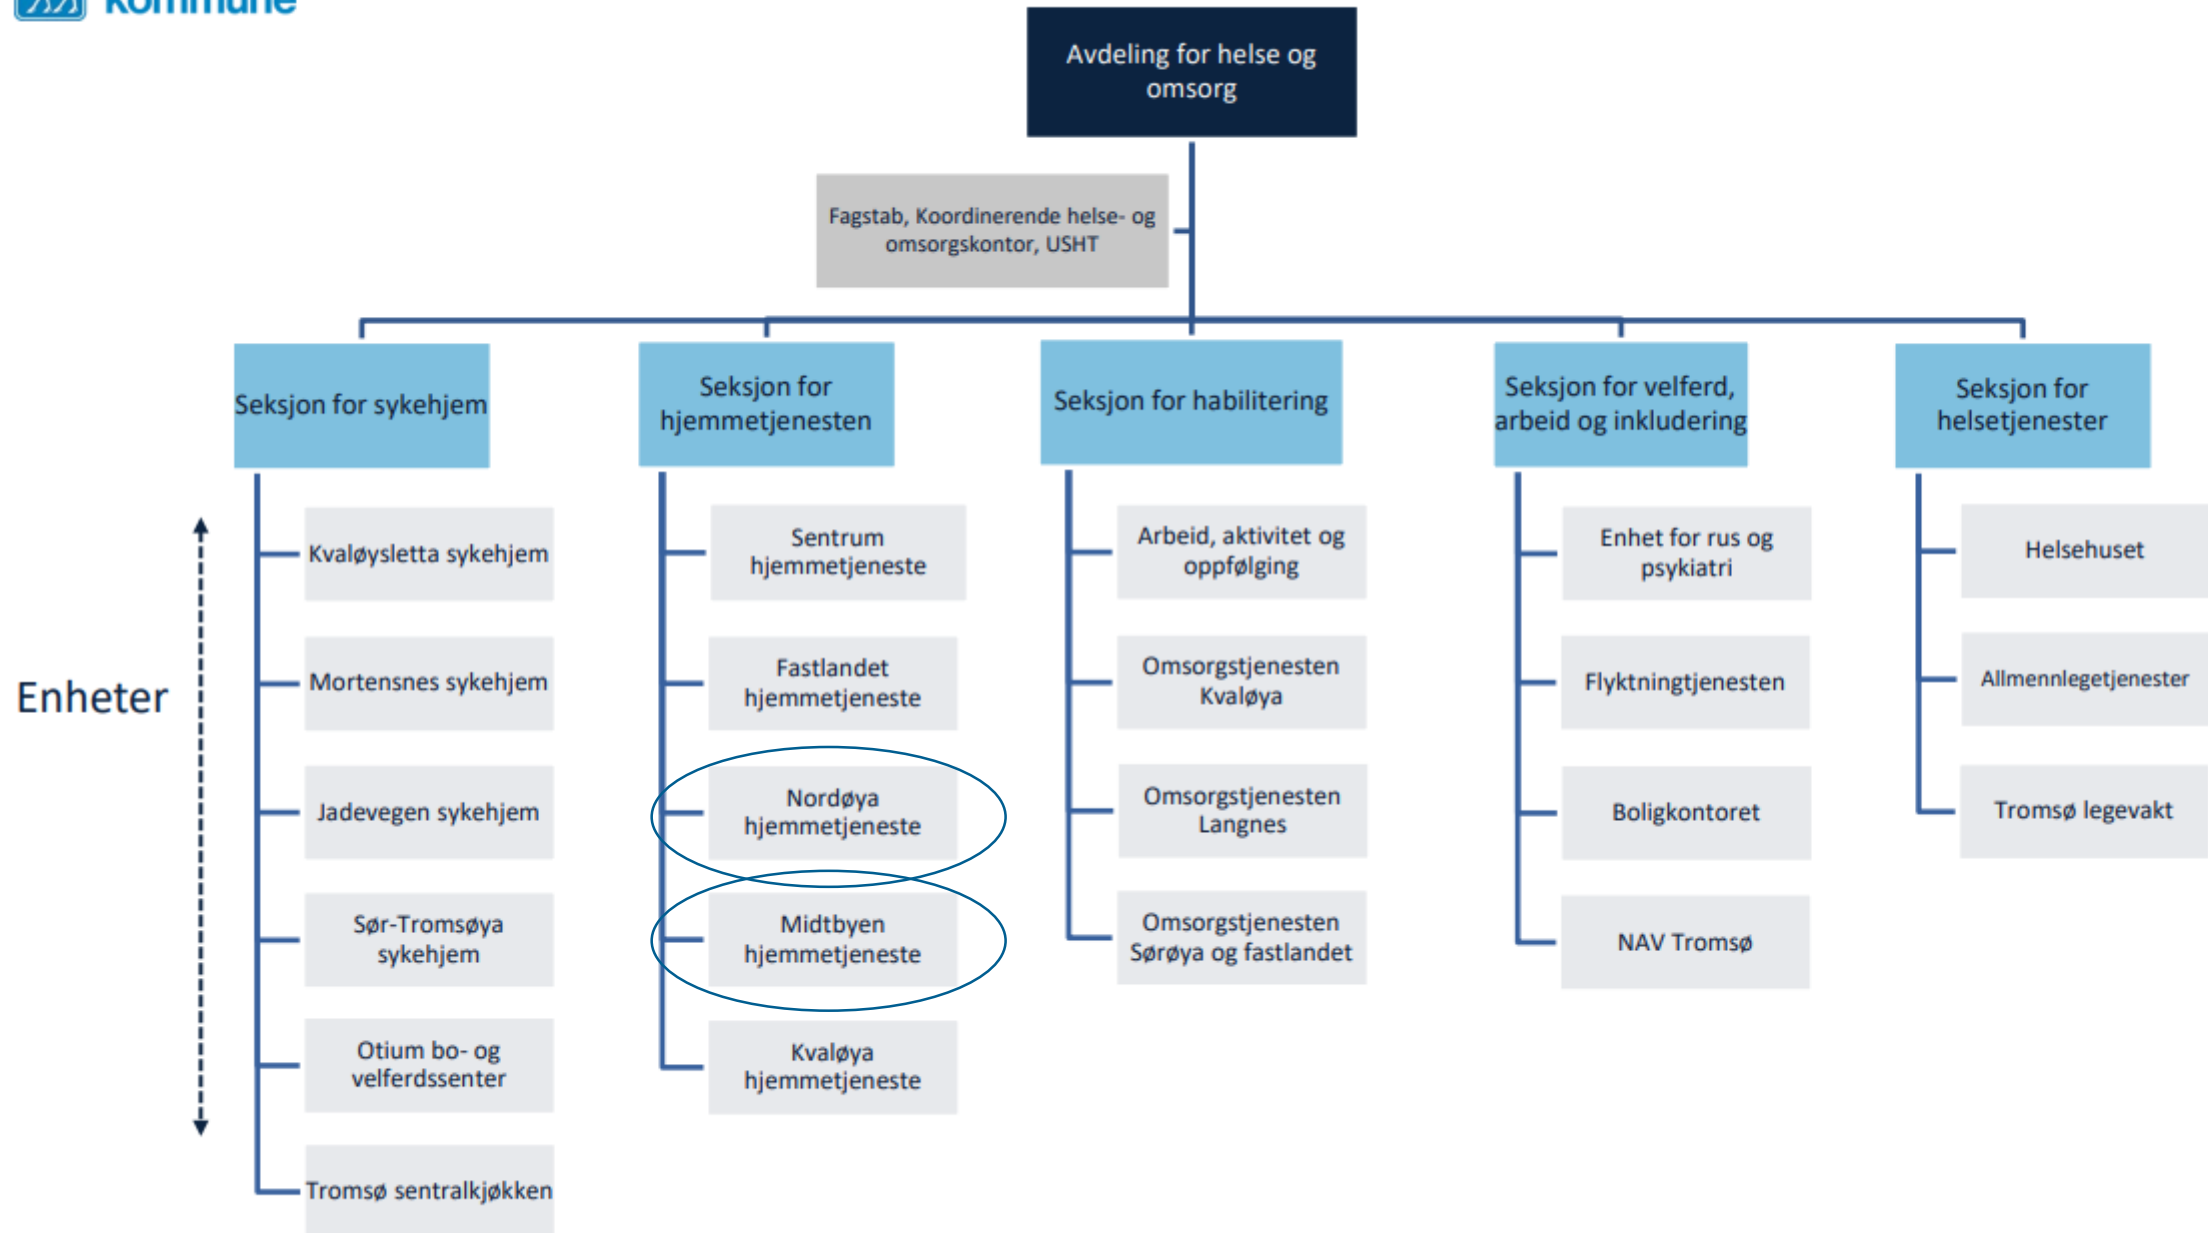 kommune
Avdeling for helse og
omsorg
Fagstab, Koordinerende helse- og
omsorgskontor, USHT
Seksjon for sykehjem
Seksjon for
hjemmetjenesten
Seksjon for habilitering
Seksjon for velferd,
arbeid og inkludering
Seksjon for
helsetjenester
Enheter
Kvaløysletta sykehjem
Mortensnes sykehjem
Jadevegen sykehjem
Sør-Tromsøya
sykehjem
Otium bo- og
velferdssenter
Tromsø sentralkjøkken
Sentrum
hjemmetjeneste
Fastlandet
hjemmetjeneste
Nordøya
hjemmetjeneste
Midtbyen
hjemmetjeneste
Kvaløya
hjemmetjeneste
Arbeid, aktivitet og
oppfølging
Omsorgstjenesten
Kvaløya
Omsorgstjenesten
Langnes
Omsorgstjenesten
Sørøya og fastlandet
Enhet for rus og
psykiatri
Flyktningtjenesten
Boligkontoret
NAV Tromsø
Helsehuset
Allmennlegetjenester
Tromsø legevakt